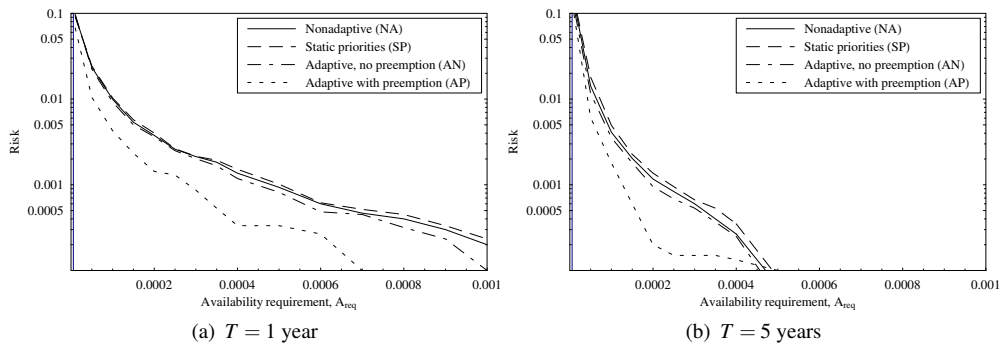 0.1
0.05
0.01
0.005
0.001
0.0005
Risk
Nonadaptive (NA)
Static priorities (SP)
Adaptive, no preemption (AN)
Adaptive with preemption (AP)
0.0002 0.0004 0.0006 0.0008 0.001
Availability requirement, A_req
(a) T = 1 year
0.1
0.05
0.01
0.005
0.001
0.0005
Risk
Nonadaptive (NA)
Static priorities (SP)
Adaptive, no preemption (AN)
Adaptive with preemption (AP)
0.0002 0.0004 0.0006 0.0008 0.001
Availability requirement, A_req
(b) T = 5 years